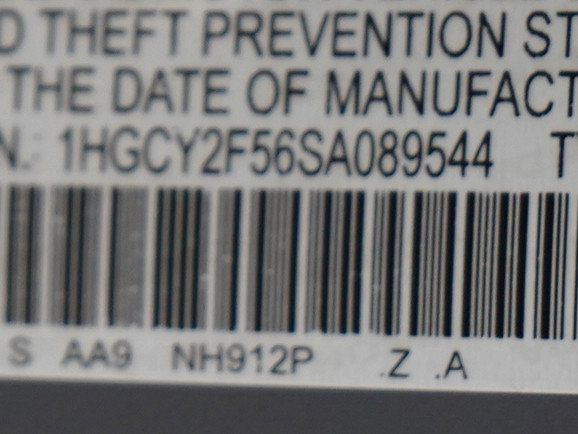 D THEFT PREVENTION ST
THE DATE OF MANUFACT
N.: 1HGCY2F56SA089544 T
S AA9 NH912P .Z .A